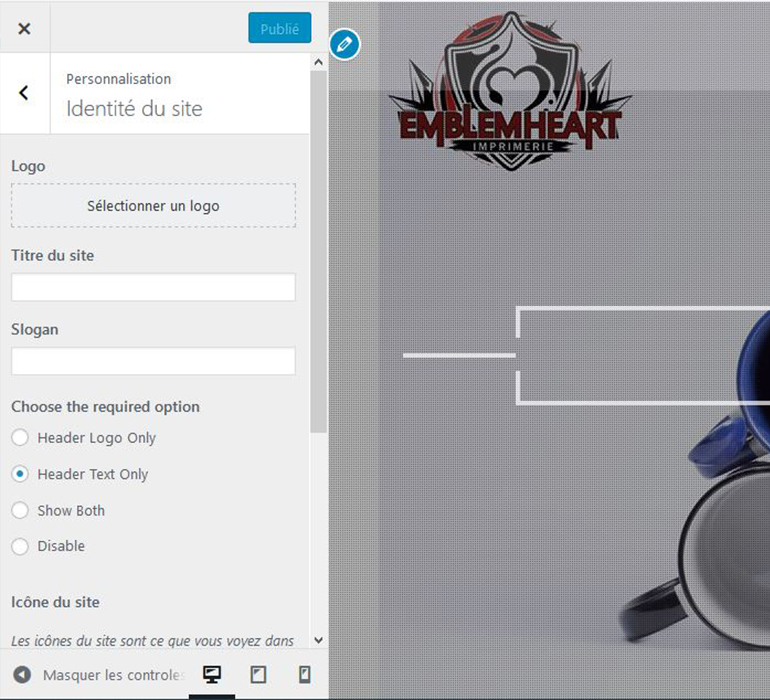 Publié
Personnalisation
Identité du site
Logo
Sélectionner un logo
Titre du site
Slogan
Choose the required option
Header Logo Only
Header Text Only
Show Both
Disable
Icône du site
Les icônes du site sont ce que vous voyez dans
Masquer les controles
EMBLEMHEART
IMPRIMERIE